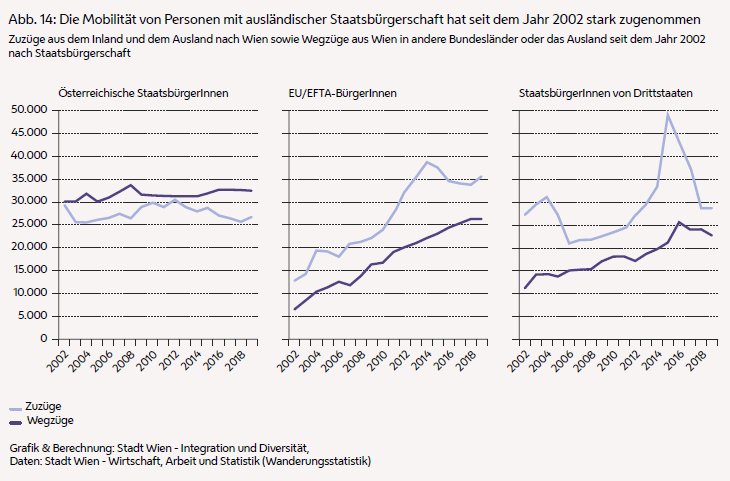 Abb. 14: Die Mobilität von Personen mit ausländischer Staatsbürgerschaft hat seit dem Jahr 2002 stark zugenommen
Zuzüge aus dem Inland und dem Ausland nach Wien sowie Wegzüge aus Wien in andere Bundesländer oder das Ausland seit dem Jahr 2002
nach Staatsbürgerschaft
Österreichische StaatsbürgerInnen
EU/EFTA-BürgerInnen
StaatsbürgerInnen von Drittstaaten
50.000
45.000
40.000
35.000
30.000
25.000
20.000
15.000
10.000
5.000
0
2002 2004 2006 2008 2010 2012 2014 2016 2018
2002 2004 2006 2008 2010 2012 2014 2016 2018
2002 2004 2006 2008 2010 2012 2014 2016 2018
Zuzüge
Wegzüge
Grafik & Berechnung: Stadt Wien - Integration und Diversität,
Daten: Stadt Wien - Wirtschaft, Arbeit und Statistik (Wanderungsstatistik)